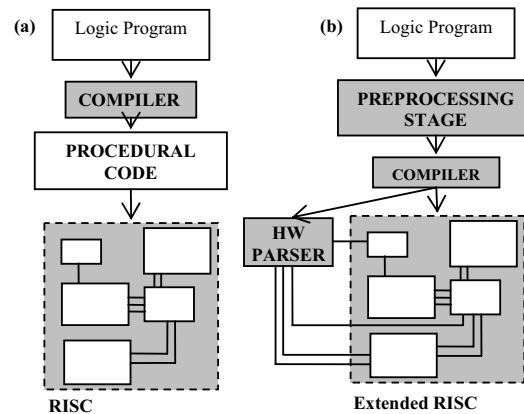 (a)
Logic Program
COMPILER
PROCEDURAL
CODE
RISC
(b)
Logic Program
PREPROCESSING
STAGE
COMPILER
HW
PARSER
Extended RISC